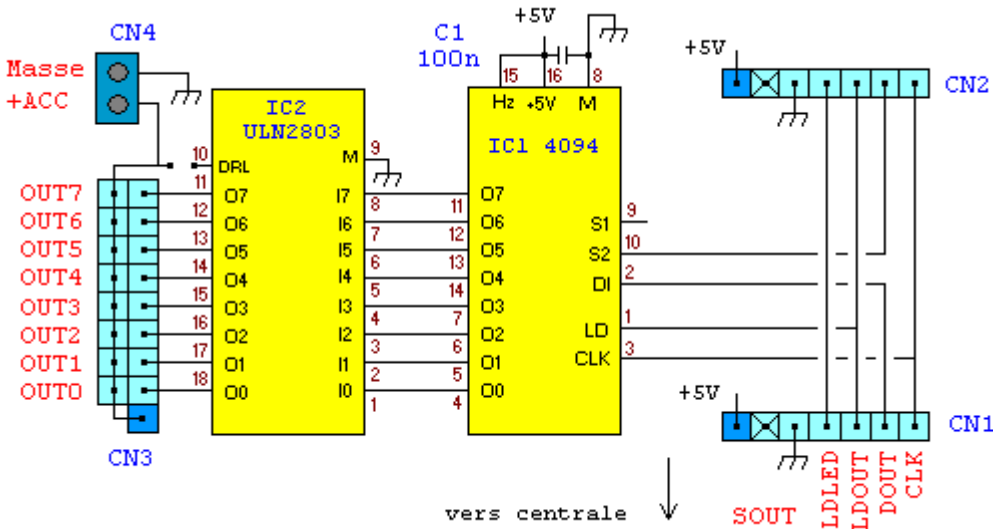 CN4
Masse
+ACC
C1
100n
+5V
15
16
8
Hz
+5V
M
+5V
CN2
IC2
ULN2803
IC1 4094
10
DRL
M
9
OUT7
11
O7
I7
8
11
O7
S1
9
OUT6
12
O6
I6
7
12
O6
S2
10
OUT5
13
O5
I5
6
13
O5
DI
2
OUT4
14
O4
I4
5
14
O4
OUT3
15
O3
I3
4
7
O3
LD
1
OUT2
16
O2
I2
3
6
O2
CLK
3
OUT1
17
O1
I1
2
5
O1
OUT0
18
O0
I0
1
4
O0
+5V
CN1
CN3
vers centrale
SOUT
LDLED
LDOUT
DOUT
CLK